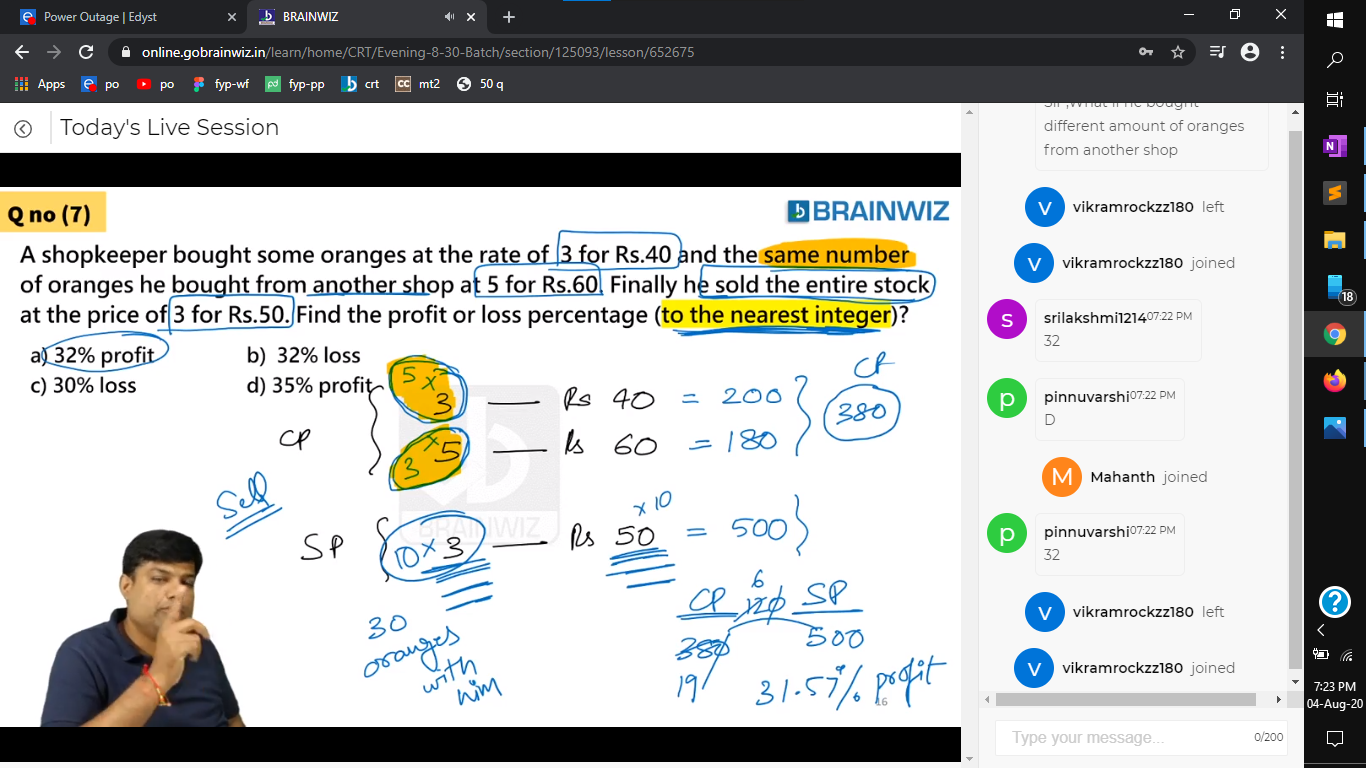 Power Outage | Edyst
BRAINWIZ
online.gobrainwiz.in/learn/home/CRT/Evening-8-30-Batch/section/125093/lesson/652675
Apps po po fyp-wf fyp-pp crt mt2 50 q
Today's Live Session
Q no (7)
BRAINWIZ
A shopkeeper bought some oranges at the rate of 3 for Rs.40 and the same number
of oranges he bought from another shop at 5 for Rs.60. Finally he sold the entire stock
at the price of 3 for Rs.50. Find the profit or loss percentage (to the nearest integer)?
a) 32% profit b) 32% loss
c) 30% loss d) 35% profit
CP
5 × 3 — Rs 40 = 200
3 × 5 — Rs 60 = 180
CP
380
Sell
SP 10 × 3 — Rs 50 × 10 = 500
BRAINWIZ
30
oranges
with
him
CP 120 SP
6
380 500
19
31.57% profit
16
Sir ,What if he bought
different amount of oranges
from another shop
V vikramrockzz180 left
V vikramrockzz180 joined
S srilakshmi1214 07:22 PM
32
p pinnuvarshi 07:22 PM
D
M Mahanth joined
p pinnuvarshi 07:22 PM
32
V vikramrockzz180 left
V vikramrockzz180 joined
Type your message... 0/200
N
18
7:23 PM
04-Aug-20